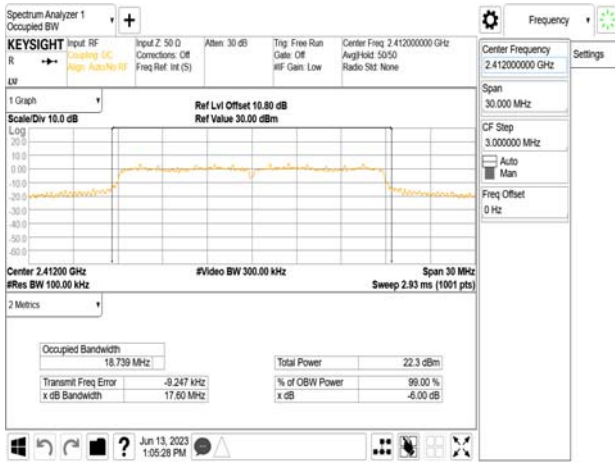 Spectrum Analyzer 1
Occupied BW
+
Frequency
KEYSIGHT
Input: RF
Coupling: DC
Align: Auto/No RF
Input Z: 50 Ω
Corrections: Off
Freq Ref: Int (S)
Atten: 30 dB
Trig: Free Run
Gate: Off
#IF Gain: Low
Center Freq: 2.412000000 GHz
Avg|Hold: 50/50
Radio Std: None
R
Center Frequency
2.412000000 GHz
Settings
Span
30.000 MHz
CF Step
3.000000 MHz
Auto
Man
Freq Offset
0 Hz
1 Graph
Scale/Div 10.0 dB
Ref Lvl Offset 10.80 dB
Ref Value 30.00 dBm
Log
20.0
10.0
0.00
-10.0
-20.0
-30.0
-40.0
-50.0
-60.0
Center 2.41200 GHz
#Video BW 300.00 kHz
Span 30 MHz
#Res BW 100.00 kHz
Sweep 2.93 ms (1001 pts)
2 Metrics
Occupied Bandwidth
18.739 MHz
Total Power 22.3 dBm
Transmit Freq Error -9.247 kHz
% of OBW Power 99.00 %
x dB Bandwidth 17.60 MHz
x dB -6.00 dB
?
Jun 13, 2023
1:05:28 PM